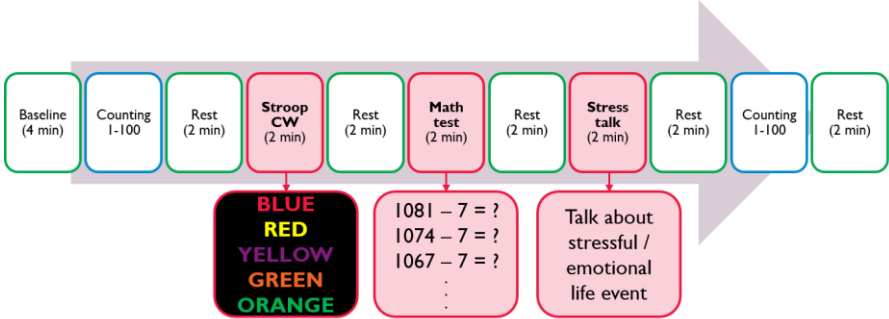 Baseline
(4 min)
Counting
1-100
Rest
(2 min)
Stroop
CW
(2 min)
Rest
(2 min)
Math
test
(2 min)
Rest
(2 min)
Stress
talk
(2 min)
Rest
(2 min)
Counting
1-100
Rest
(2 min)
BLUE
RED
YELLOW
GREEN
ORANGE
1081 – 7 = ?
1074 – 7 = ?
1067 – 7 = ?
.
.
.
Talk about
stressful /
emotional
life event